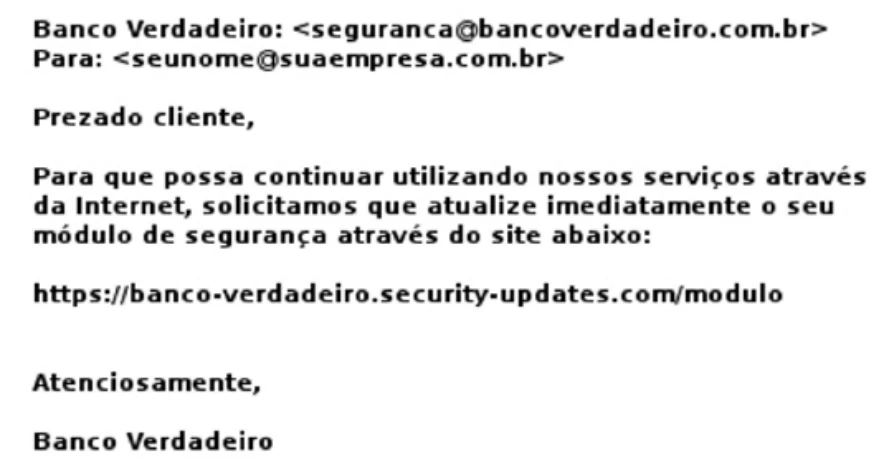 Banco Verdadeiro: <seguranca@bancoverdadeiro.com.br>
Para: <seunome@suaempresa.com.br>
Prezado cliente,
Para que possa continuar utilizando nossos serviços através
da Internet, solicitamos que atualize imediatamente o seu
módulo de segurança através do site abaixo:
https://banco-verdadeiro.security-updates.com/modulo
Atenciosamente,
Banco Verdadeiro